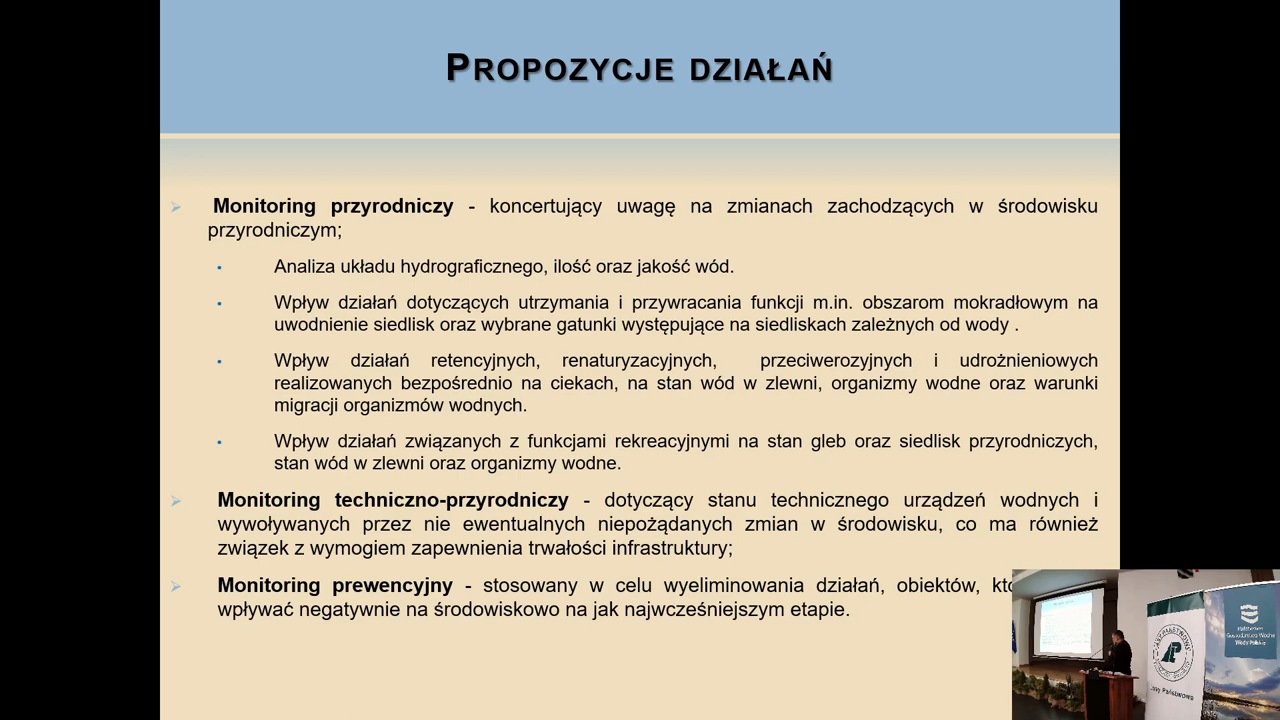 PROPOZYCJE DZIAŁAŃ
Monitoring przyrodniczy - koncertujący uwagę na zmianach zachodzących w środowisku
przyrodniczym;
Analiza układu hydrograficznego, ilość oraz jakość wód.
Wpływ działań dotyczących utrzymania i przywracania funkcji m.in. obszarom mokradłowym na
uwodnienie siedlisk oraz wybrane gatunki występujące na siedliskach zależnych od wody .
Wpływ działań retencyjnych, renaturyzacyjnych, przeciwerozyjnych i udrożnieniowych
realizowanych bezpośrednio na ciekach, na stan wód w zlewni, organizmy wodne oraz warunki
migracji organizmów wodnych.
Wpływ działań związanych z funkcjami rekreacyjnymi na stan gleb oraz siedlisk przyrodniczych,
stan wód w zlewni oraz organizmy wodne.
Monitoring techniczno-przyrodniczy - dotyczący stanu technicznego urządzeń wodnych i
wywoływanych przez nie ewentualnych niepożądanych zmian w środowisku, co ma również
związek z wymogiem zapewnienia trwałości infrastruktury;
Monitoring prewencyjny - stosowany w celu wyeliminowania działań, obiektów,
wpływać negatywnie na środowiskowo na jak najwcześniejszym etapie.
Wody Polskie
Państwowe